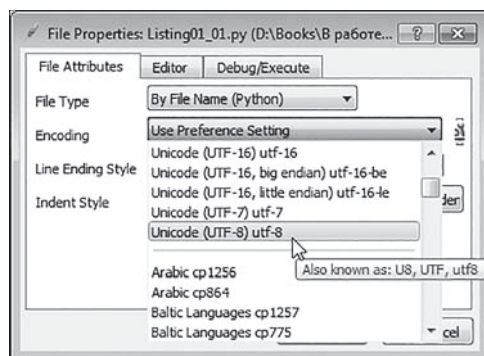 File Properties: Listing01_01.py (D:\Books\В работе...
File Attributes Editor Debug/Execute
File Type By File Name (Python)
Encoding Use Preference Setting
Unicode (UTF-16) utf-16
Unicode (UTF-16, big endian) utf-16-be
Line Ending Style
Unicode (UTF-16, little endian) utf-16-le
Unicode (UTF-7) utf-7
Indent Style
Unicode (UTF-8) utf-8
Also known as: U8, UTF, utf8
Arabic cp1256
Arabic cp864
Baltic Languages cp1257
Baltic Languages cp775